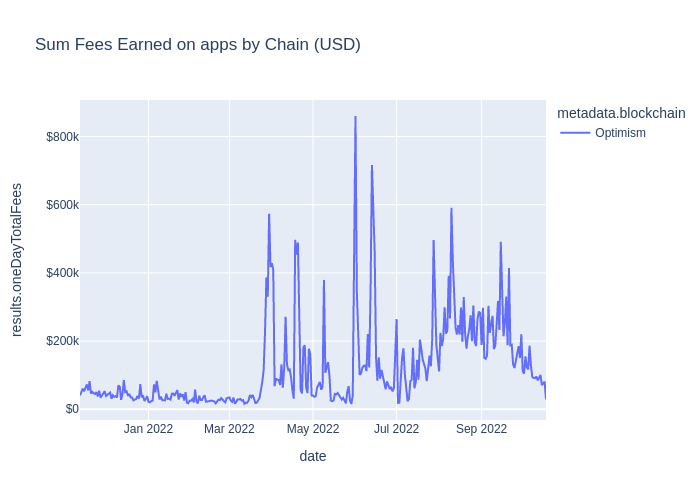 Sum Fees Earned on apps by Chain (USD)
metadata.blockchain
Optimism
results.oneDayTotalFees
$800k
$600k
$400k
$200k
$0
Jan 2022
Mar 2022
May 2022
Jul 2022
Sep 2022
date